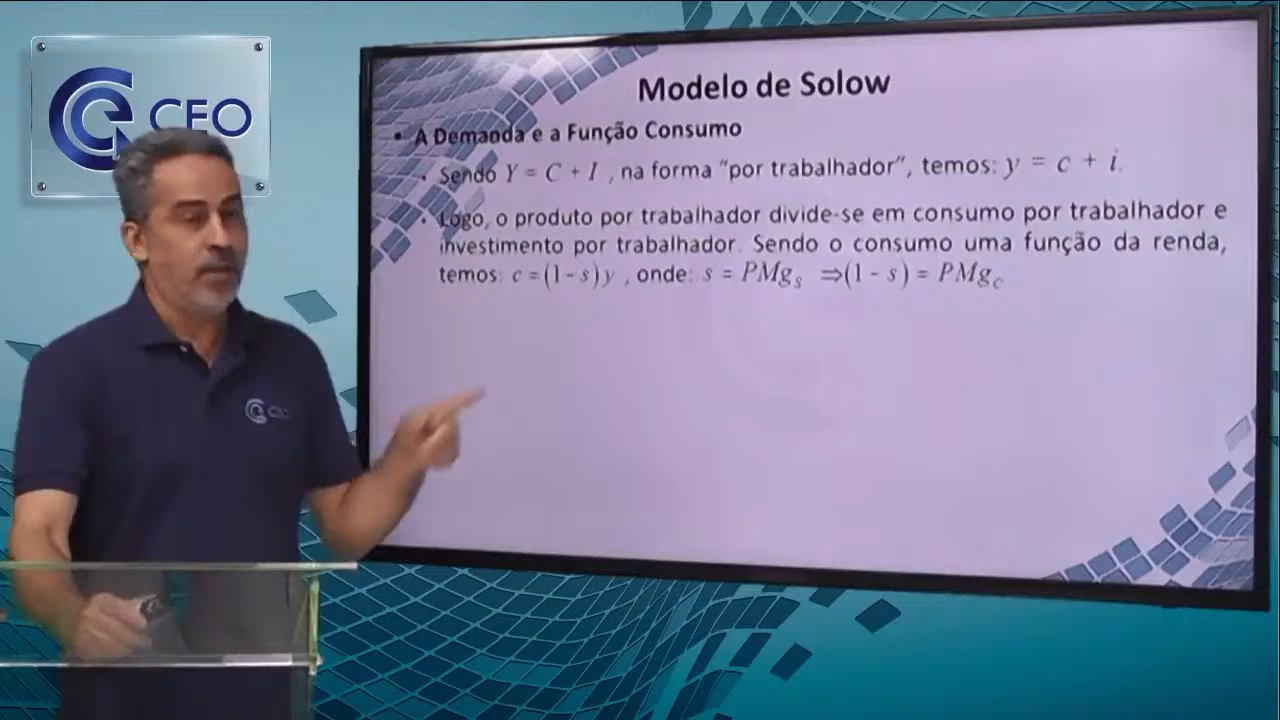 CEO
Modelo de Solow
• A Demanda e a Função Consumo
• Sendo Y = C + I , na forma “por trabalhador”, temos: y = c + i.
• Logo, o produto por trabalhador divide-se em consumo por trabalhador e
investimento por trabalhador. Sendo o consumo uma função da renda,
temos: c = (1 – s) y , onde: s = PMg_s ⇒ (1 - s) = PMg_c
CEO